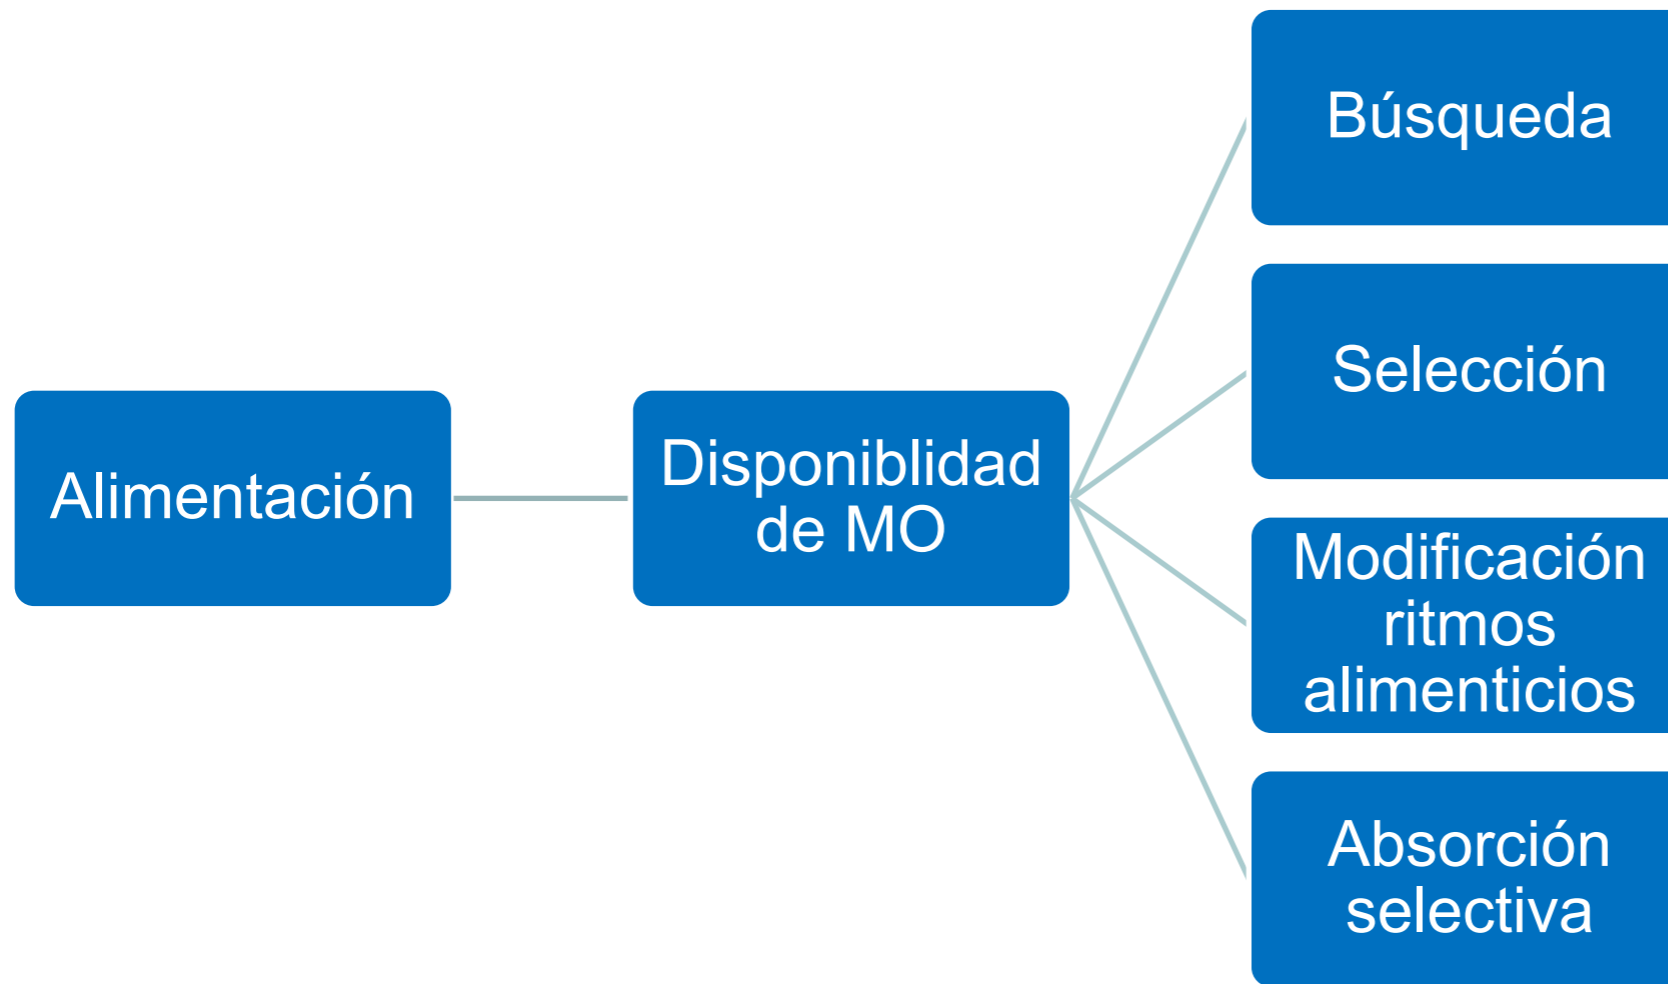 Alimentación
Disponiblidad
de MO
Búsqueda
Selección
Modificación
ritmos
alimenticios
Absorción
selectiva